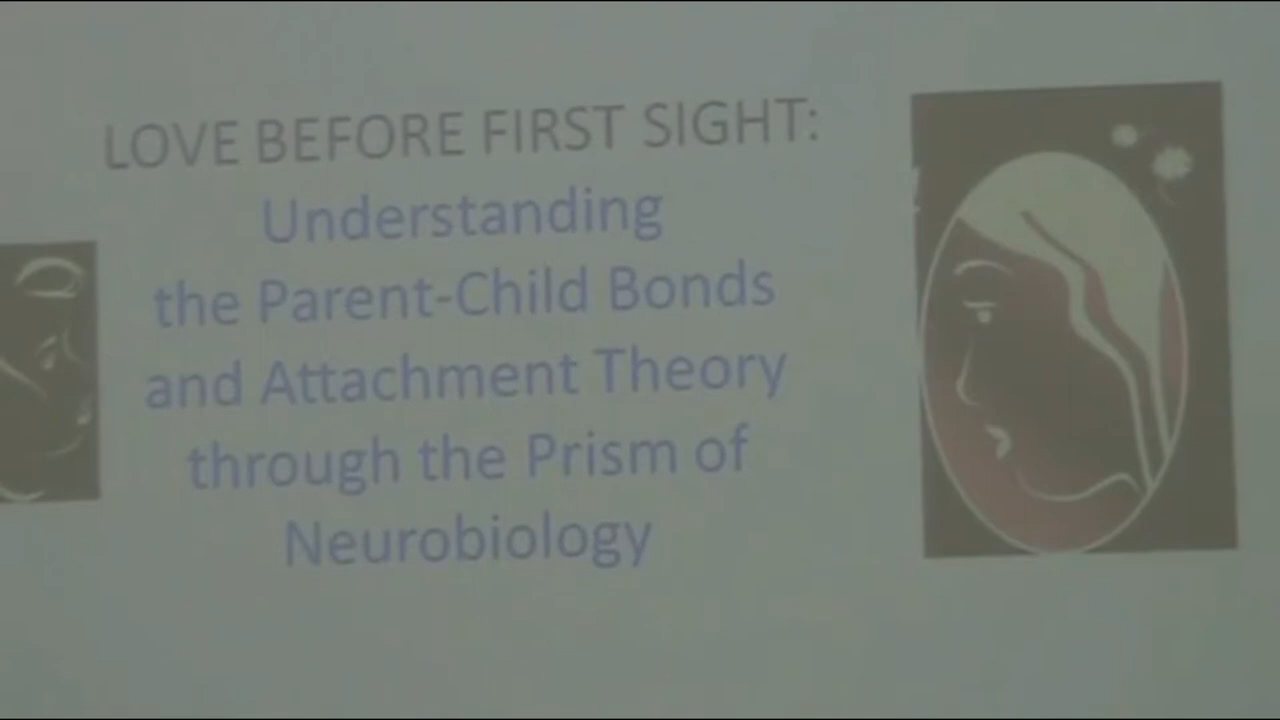 LOVE BEFORE FIRST SIGHT:
Understanding
the Parent-Child Bonds
and Attachment Theory
through the Prism of
Neurobiology